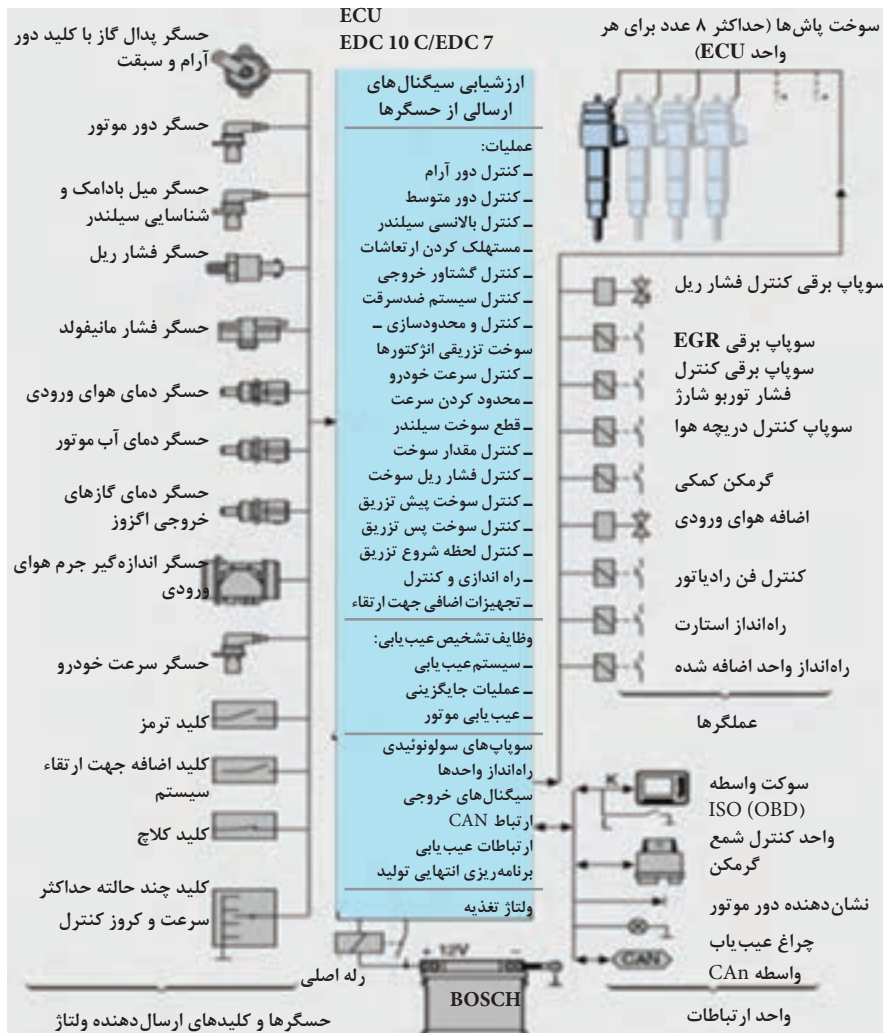 حسگر پدال گاز با کلید دور
آرام و سبقت
حسگر دور موتور
حسگر میل بادامک و
شناسایی سیلندر
حسگر فشار ریل
حسگر فشار مانیفولد
حسگر دمای هوای ورودی
حسگر دمای آب موتور
حسگر دمای گازهای
خروجی اگزوز
حسگر اندازه‌گیر جرم هوای
ورودی
حسگر سرعت خودرو
کلید ترمز
کلید اضافه جهت ارتقاء
سیستم
کلید کلاچ
کلید چند حالته حداکثر
سرعت و کروز کنترل
حسگرها و کلیدهای ارسال‌دهنده ولتاژ
ECU
EDC 10 C/EDC 7
ارزشیابی سیگنال‌های
ارسالی از حسگرها
عملیات:
ـ کنترل دور آرام
ـ کنترل دور متوسط
ـ کنترل بالانسی سیلندر
ـ مستهلک کردن ارتعاشات
ـ کنترل گشتاور خروجی
ـ کنترل سیستم ضدسرقت
ـ کنترل و محدودسازی ـ
سوخت تزریقی انژکتورها
ـ کنترل سرعت خودرو
ـ محدود کردن سرعت
ـ قطع سوخت سیلندر
ـ کنترل مقدار سوخت
ـ کنترل فشار ریل سوخت
ـ کنترل سوخت پیش تزریق
ـ کنترل سوخت پس تزریق
ـ کنترل لحظه شروع تزریق
ـ راه اندازی و کنترل
ـ تجهیزات اضافی جهت ارتقاء
وظایف تشخیص عیب‌یابی:
ـ سیستم عیب‌یابی
ـ عملیات جایگزینی
ـ عیب‌یابی موتور
سوپاپ‌های سولونوئیدی
راه‌انداز واحدها
سیگنال‌های خروجی
ارتباط CAN
ارتباطات عیب‌یابی
برنامه‌ریزی انتهایی تولید
ولتاژ تغذیه
رله اصلی
+ 12V −
BOSCH
سوخت پاش‌ها (حداکثر ۸ عدد برای هر
واحد ECU)
سوپاپ برقی کنترل فشار ریل
سوپاپ برقی EGR
سوپاپ برقی کنترل
فشار توربو شارژ
سوپاپ کنترل دریچه هوا
گرمکن کمکی
اضافه هوای ورودی
کنترل فن رادیاتور
راه‌انداز استارت
راه‌انداز واحد اضافه شده
عملگرها
K
سوکت واسطه
ISO (OBD)
واحد کنترل شمع
گرمکن
نشان‌دهنده دور موتور
چراغ عیب‌یاب
CAN
واسطه CAn
واحد ارتباطات